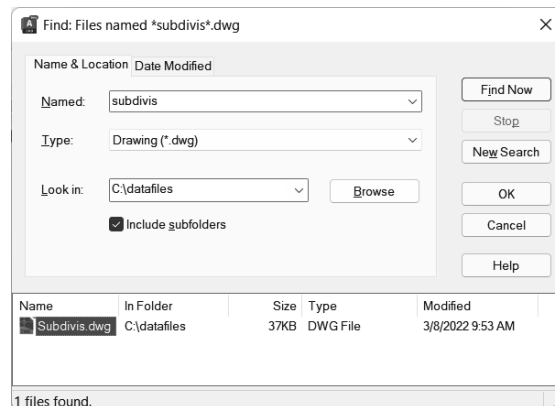 Find: Files named *subdivis*.dwg
Name & Location Date Modified
Named: subdivis
Type: Drawing (*.dwg)
Look in: C:\datafiles Browse
Include subfolders
Find Now
Stop
New Search
OK
Cancel
Help
Name In Folder Size Type Modified
Subdivis.dwg C:\datafiles 37KB DWG File 3/8/2022 9:53 AM
1 files found.